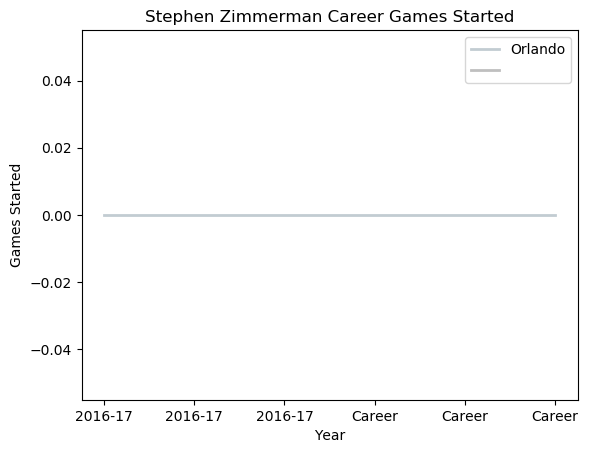 Stephen Zimmerman Career Games Started
Orlando
0.04
0.02
0.00
−0.02
−0.04
Games Started
2016-17 2016-17 2016-17 Career Career Career
Year